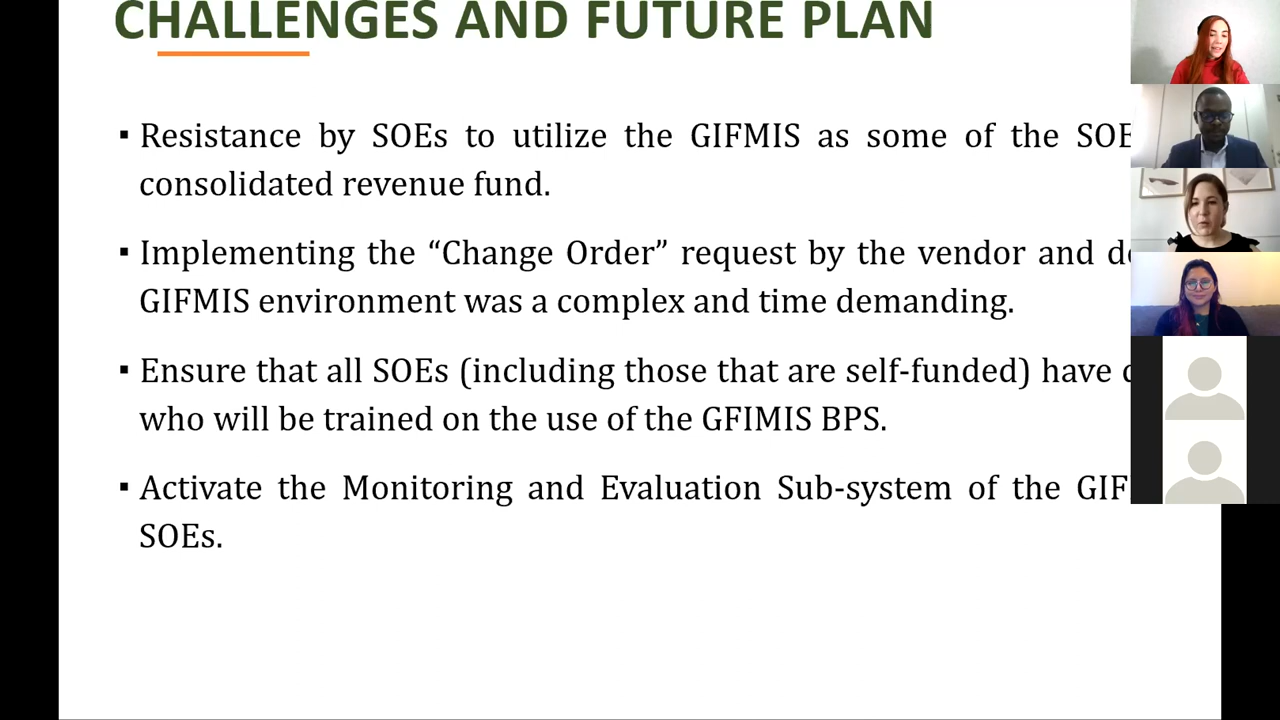 CHALLENGES AND FUTURE PLAN
▪ Resistance by SOEs to utilize the GIFMIS as some of the
consolidated revenue fund.
▪ Implementing the “Change Order” request by the vendor and
GIFMIS environment was a complex and time demanding.
▪ Ensure that all SOEs (including those that are self-funded) have
who will be trained on the use of the GFIMIS BPS.
▪ Activate the Monitoring and Evaluation Sub-system of the
SOEs.